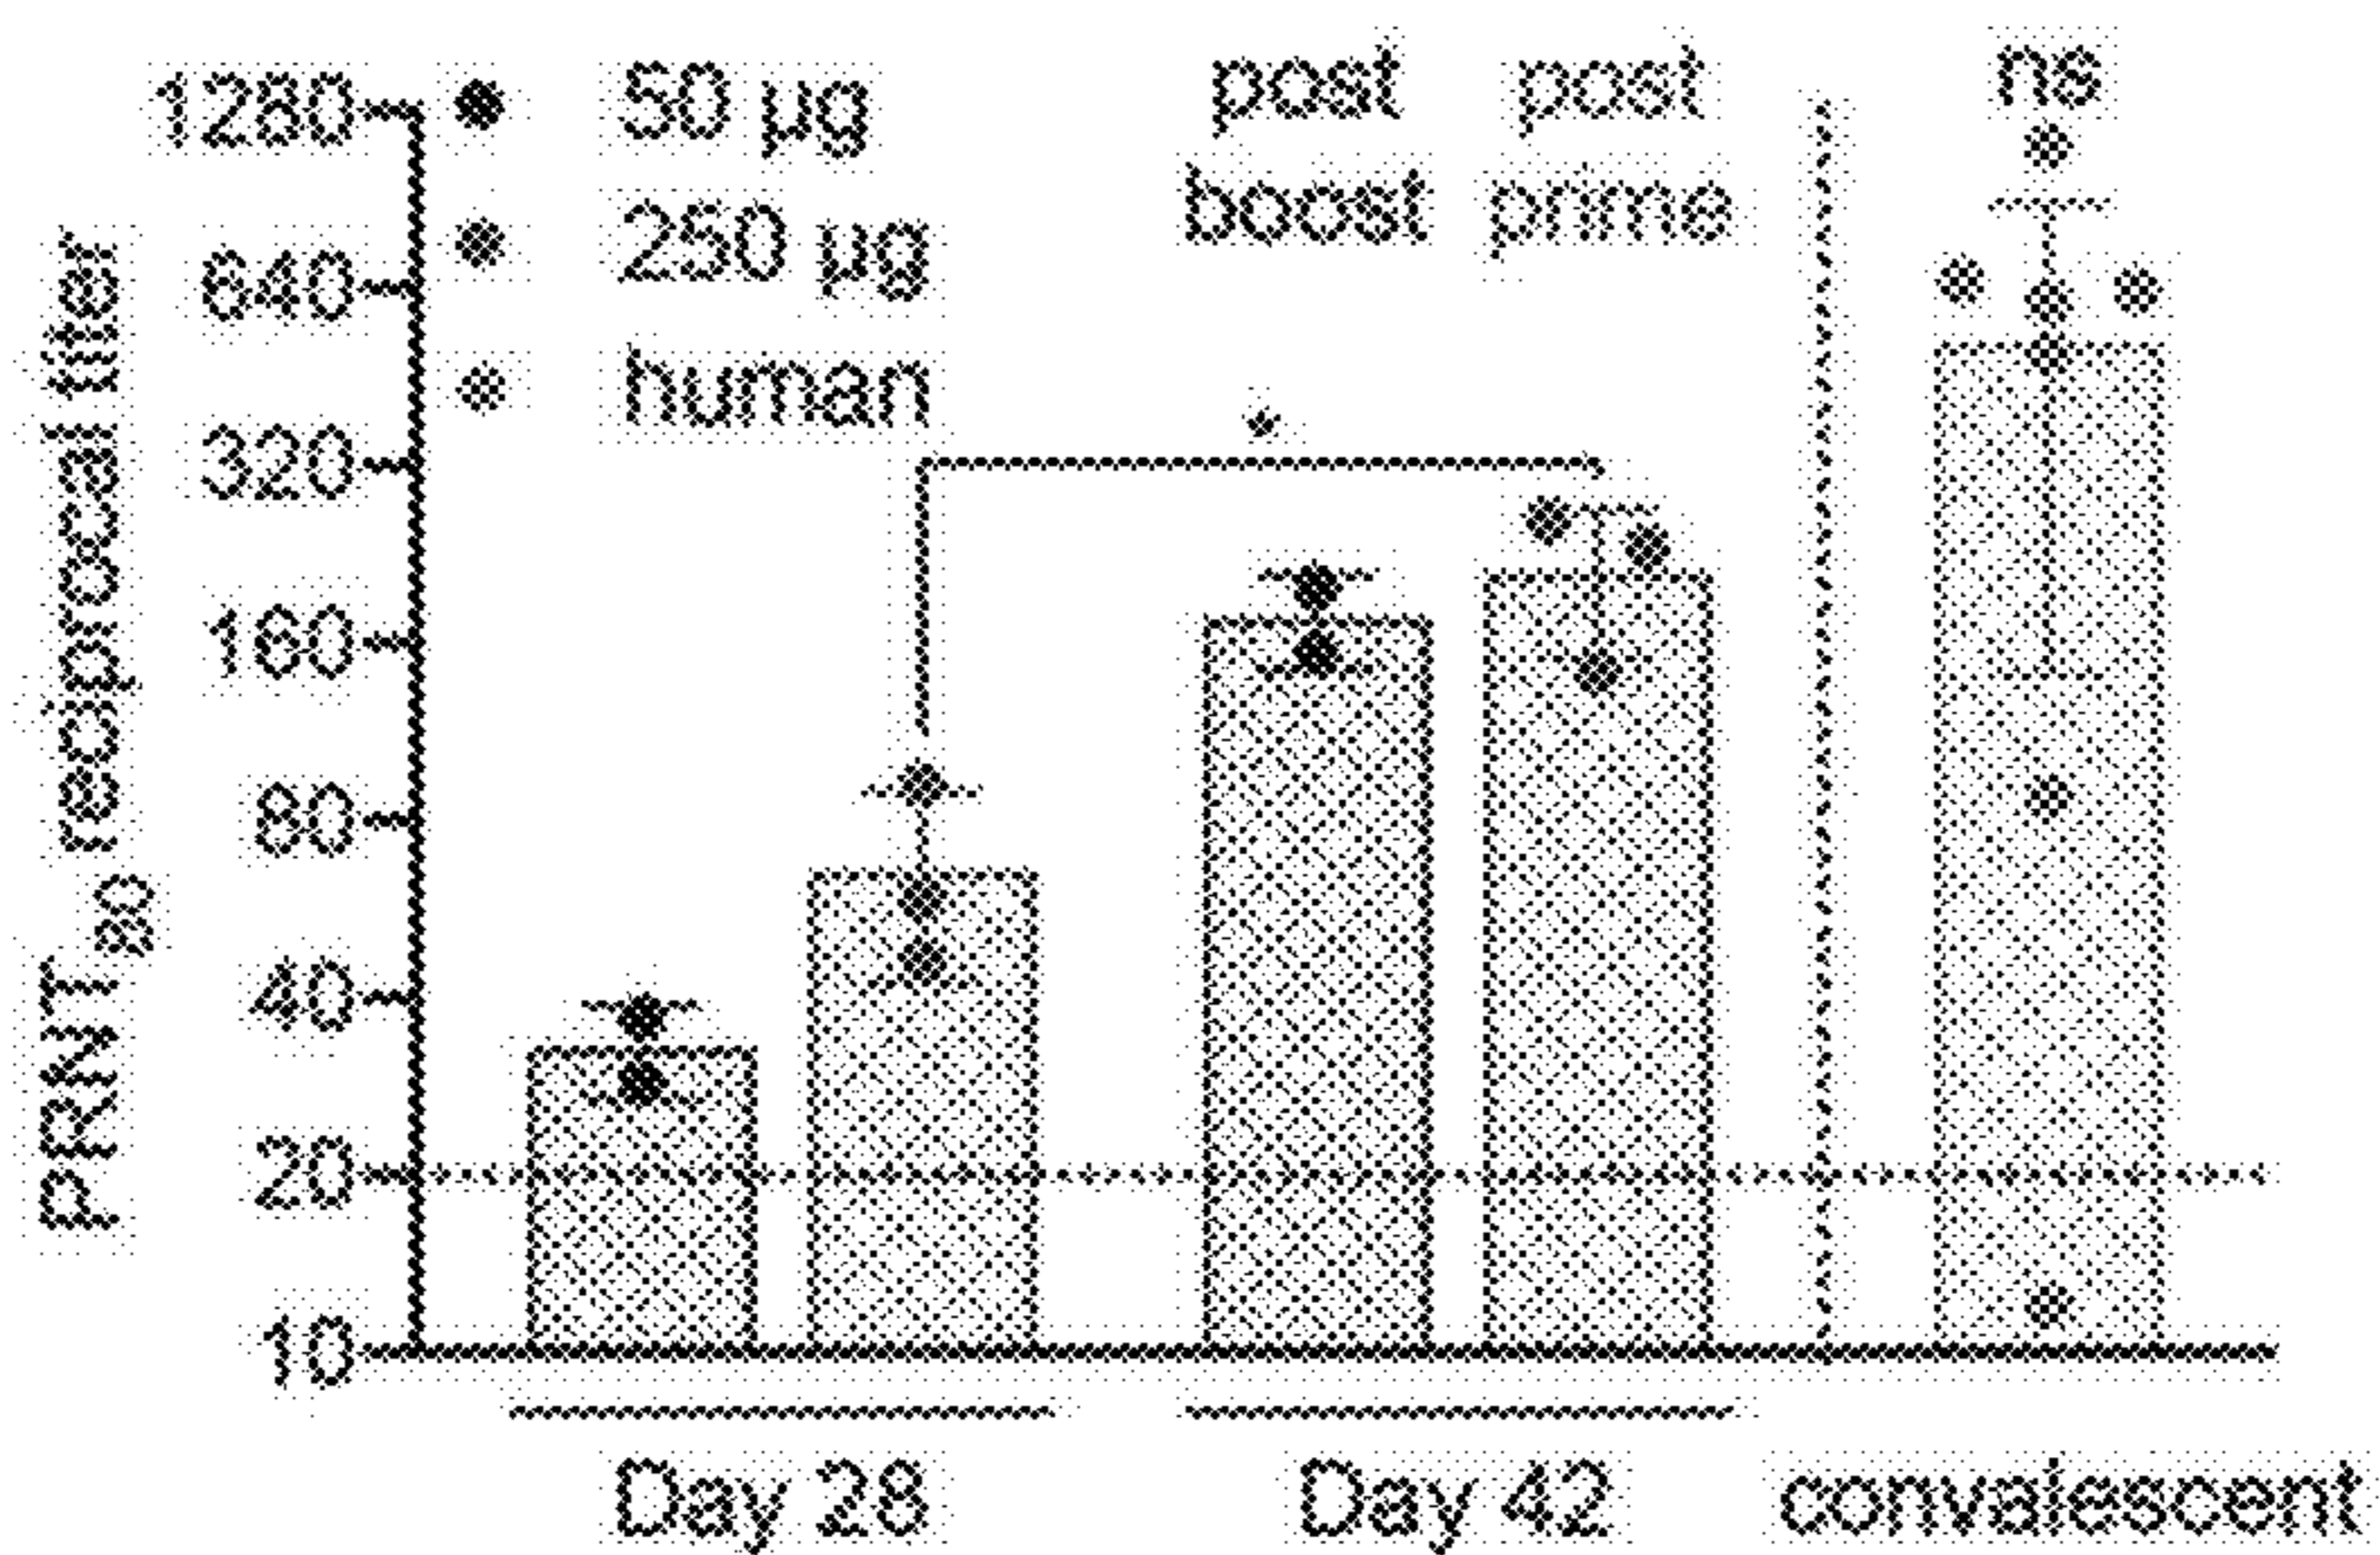 PRNT80 reciprocal titer
1280
640
320
160
80
40
20
10
50 µg
250 µg
human
post post
boost prime
ns
*
Day 28
Day 42
convalescent